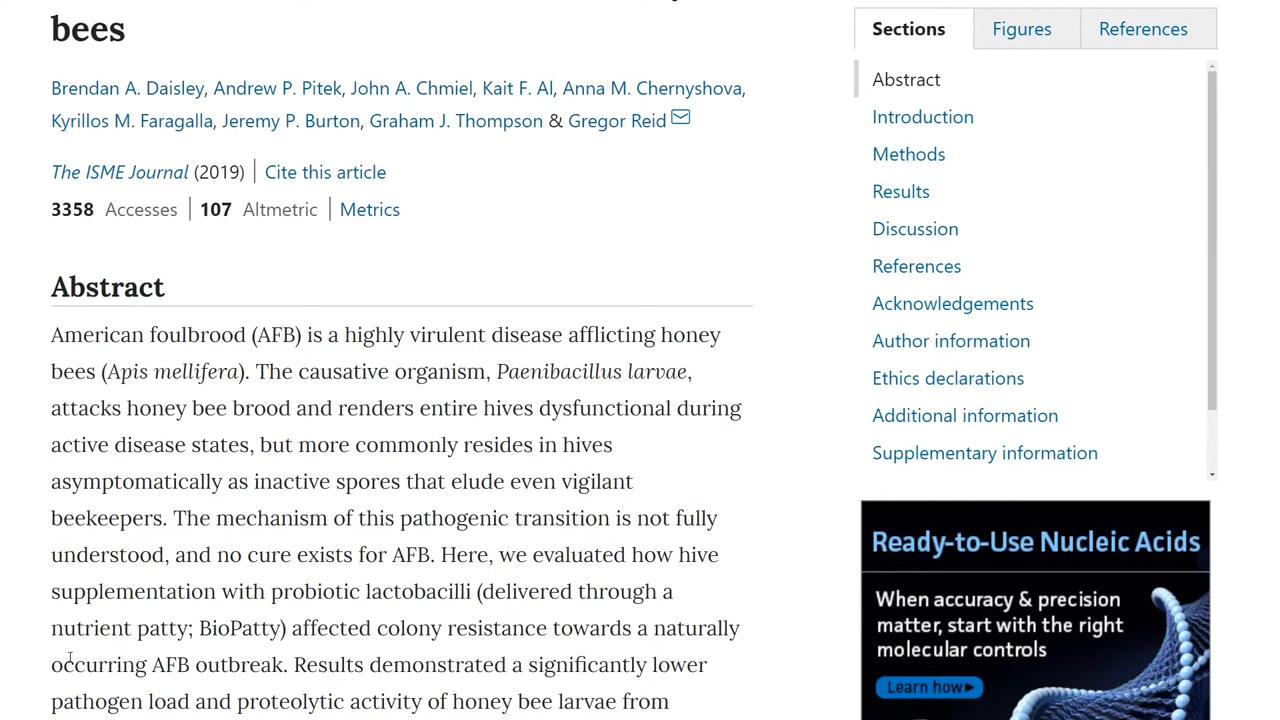 bees
Brendan A. Daisley, Andrew P. Pitek, John A. Chmiel, Kait F. Al, Anna M. Chernyshova,
Kyrillos M. Faragalla, Jeremy P. Burton, Graham J. Thompson & Gregor Reid
The ISME Journal (2019) | Cite this article
3358 Accesses | 107 Altmetric | Metrics
Abstract
American foulbrood (AFB) is a highly virulent disease afflicting honey
bees (Apis mellifera). The causative organism, Paenibacillus larvae,
attacks honey bee brood and renders entire hives dysfunctional during
active disease states, but more commonly resides in hives
asymptomatically as inactive spores that elude even vigilant
beekeepers. The mechanism of this pathogenic transition is not fully
understood, and no cure exists for AFB. Here, we evaluated how hive
supplementation with probiotic lactobacilli (delivered through a
nutrient patty; BioPatty) affected colony resistance towards a naturally
occurring AFB outbreak. Results demonstrated a significantly lower
pathogen load and proteolytic activity of honey bee larvae from
Sections Figures References
Abstract
Introduction
Methods
Results
Discussion
References
Acknowledgements
Author information
Ethics declarations
Additional information
Supplementary information
Ready-to-Use Nucleic Acids
When accuracy & precision
matter, start with the right
molecular controls
Learn how